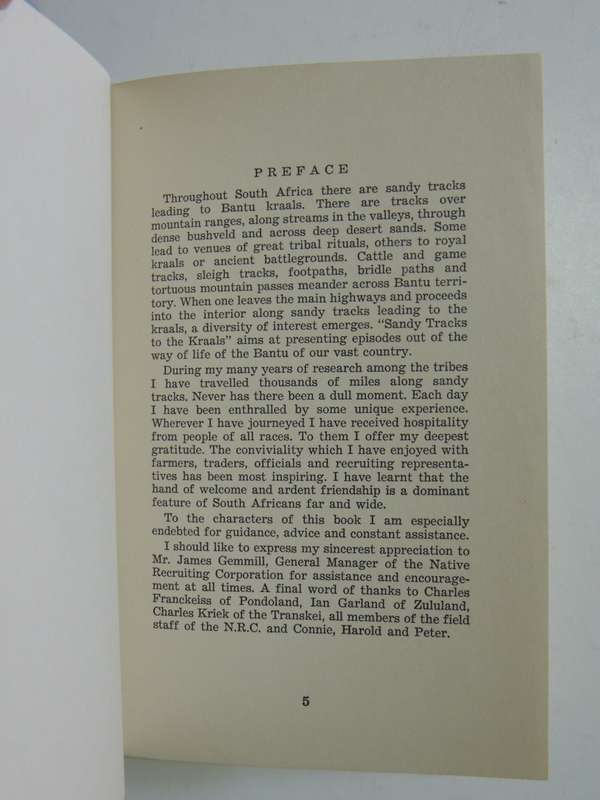 PREFACE
Throughout South Africa there are sandy tracks
leading to Bantu kraals. There are tracks over
mountain ranges, along streams in the valleys, through
dense bushveld and across deep desert sands. Some
lead to venues of great tribal rituals, others to royal
kraals or ancient battlegrounds. Cattle and game
tracks, sleigh tracks, footpaths, bridle paths and
tortuous mountain passes meander across Bantu terri-
tory. When one leaves the main highways and proceeds
into the interior along sandy tracks leading to the
kraals, a diversity of interest emerges. "Sandy Tracks
to the Kraals" aims at presenting episodes out of the
way of life of the Bantu of our vast country.
During my many years of research among the tribes
I have travelled thousands of miles along sandy
tracks. Never has there been a dull moment. Each day
I have been enthralled by some unique experience.
Wherever I have journeyed I have received hospitality
from people of all races. To them I offer my deepest
gratitude. The conviviality which I have enjoyed with
farmers, traders, officials and recruiting representa-
tives has been most inspiring. I have learnt that the
hand of welcome and ardent friendship is a dominant
feature of South Africans far and wide.
To the characters of this book I am especially
endebted for guidance, advice and constant assistance.
I should like to express my sincerest appreciation to
Mr. James Gemmill, General Manager of the Native
Recruiting Corporation for assistance and encourage-
ment at all times. A final word of thanks to Charles
Franckeiss of Pondoland, Ian Garland of Zululand,
Charles Kriek of the Transkei, all members of the field
staff of the N.R.C. and Connie, Harold and Peter.
5